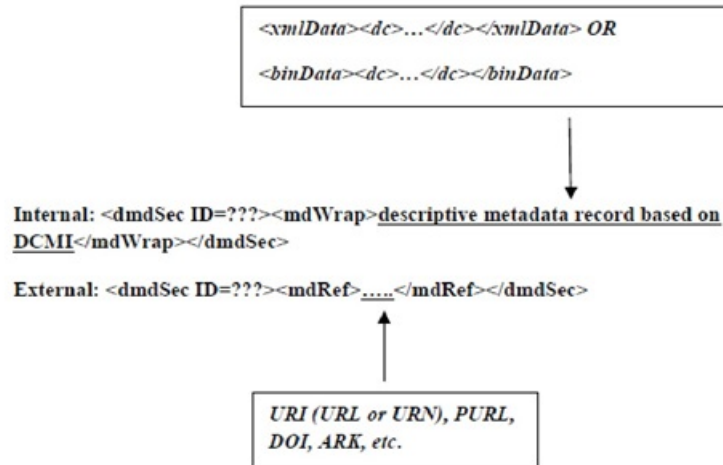 <xmlData><dc>…</dc></xmlData> OR
<binData><dc>…</dc></binData>
Internal: <dmdSec ID=???><mdWrap>descriptive metadata record based on
DCMI</mdWrap></dmdSec>
External: <dmdSec ID=???><mdRef>…..</mdRef></dmdSec>
URI (URL or URN), PURL,
DOI, ARK, etc.